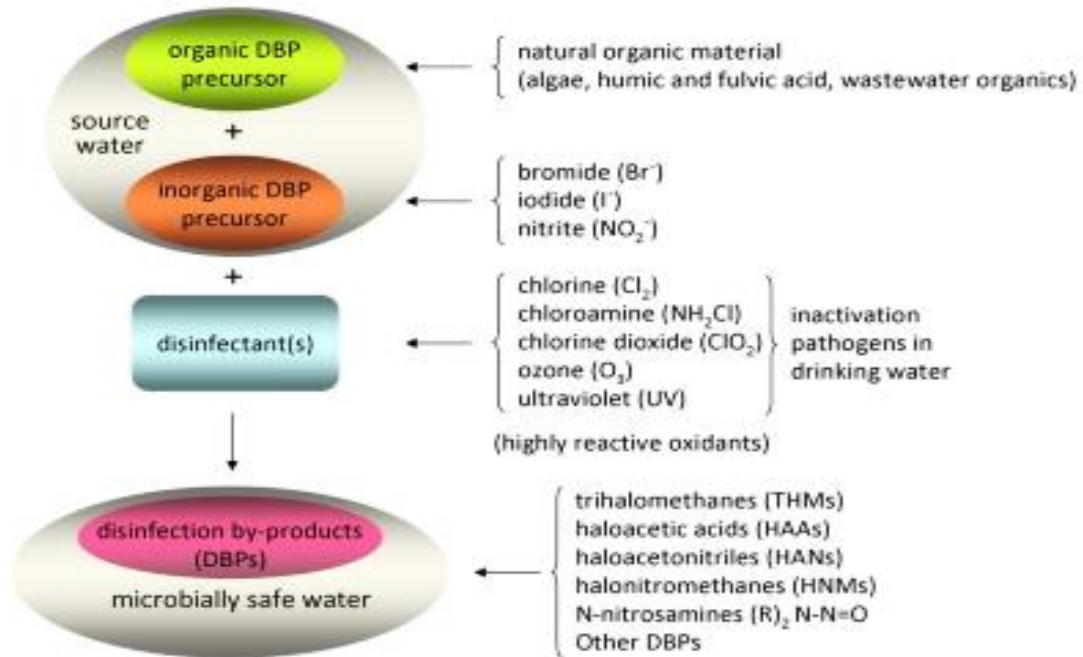 organic DBP
precursor
+
source
water
inorganic DBP
precursor
+
disinfectant(s)
disinfection by-products
(DBPs)
microbially safe water
natural organic material
(algae, humic and fulvic acid, wastewater organics)
bromide (Br⁻)
iodide (I⁻)
nitrite (NO₂⁻)
chlorine (Cl₂)
chloroamine (NH₂Cl)
chlorine dioxide (ClO₂)
ozone (O₃)
ultraviolet (UV)
inactivation
pathogens in
drinking water
(highly reactive oxidants)
trihalomethanes (THMs)
haloacetic acids (HAAs)
haloacetonitriles (HANs)
halonitromethanes (HNMs)
N-nitrosamines (R)₂ N-N=O
Other DBPs